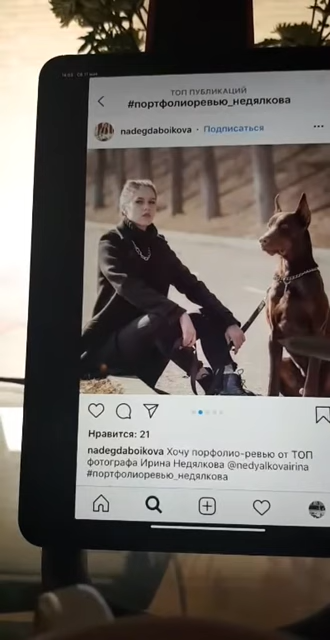 ТОП ПУБЛИКАЦИЙ
#портфолиоревью_недялкова
nadegdaboikova · Подписаться
Нравится: 21
nadegdaboikova Хочу порфолио-ревью от ТОП
фотографа Ирина Недялкова @nedyalkovairina
#портфолиоревью_недялкова